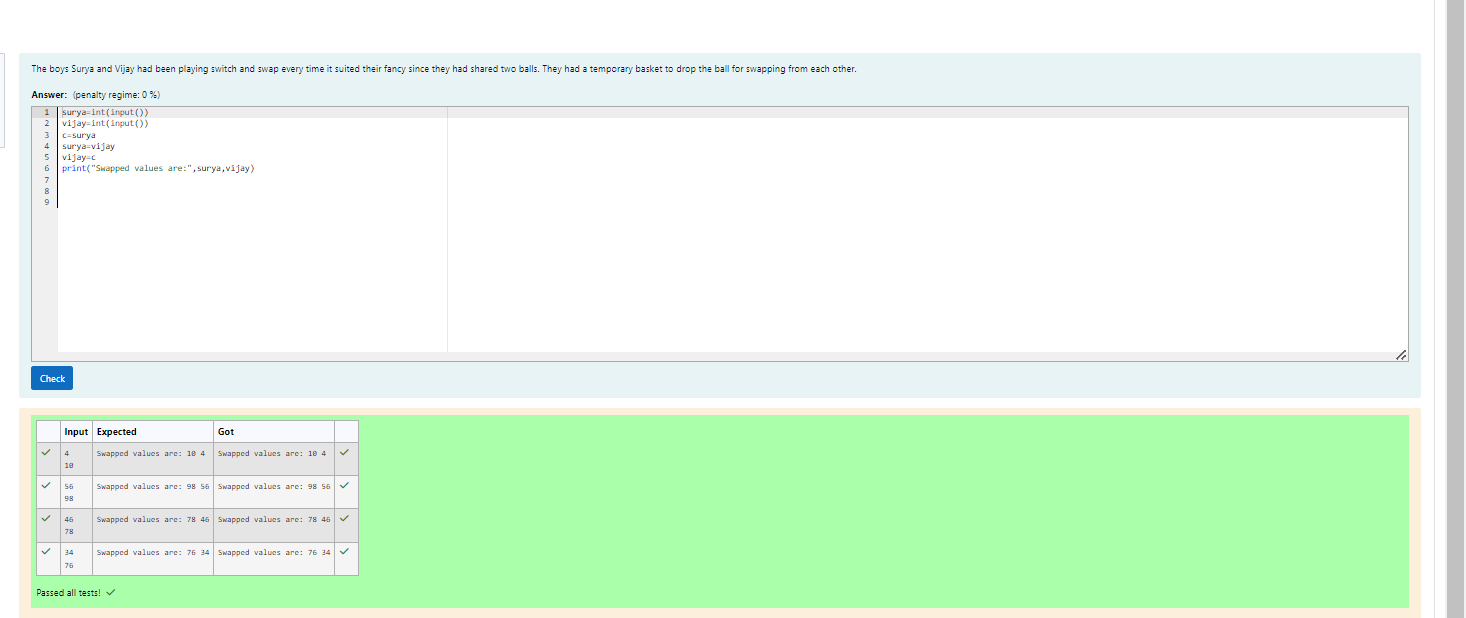 The boys Surya and Vijay had been playing switch and swap every time it suited their fancy since they had shared two balls. They had a temporary basket to drop the ball for swapping from each other.
Answer: (penalty regime: 0 %)
1 surya=int(input())
2 vijay=int(input())
3 c=surya
4 surya=vijay
5 vijay=c
6 print("Swapped values are:",surya,vijay)
7
8
9
Check
Input Expected Got
4 Swapped values are: 10 4 Swapped values are: 10 4
10
56 Swapped values are: 98 56 Swapped values are: 98 56
98
46 Swapped values are: 78 46 Swapped values are: 78 46
78
34 Swapped values are: 76 34 Swapped values are: 76 34
76
Passed all tests!